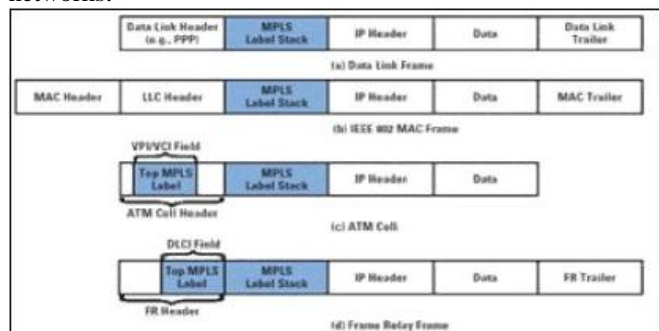 networks.
Data Link Header
(e.g., PPP)
MPLS
Label Stack
IP Header
Data
Data Link
Trailer
(a) Data Link Frame
MAC Header
LLC Header
MPLS
Label Stack
IP Header
Data
MAC Trailer
(b) IEEE 802 MAC Frame
VPI/VCI Field
Top MPLS
Label
MPLS
Label Stack
IP Header
Data
ATM Cell Header
(c) ATM Cell
DLCI Field
Top MPLS
Label
MPLS
Label Stack
IP Header
Data
FR Trailer
FR Header
(d) Frame Relay Frame